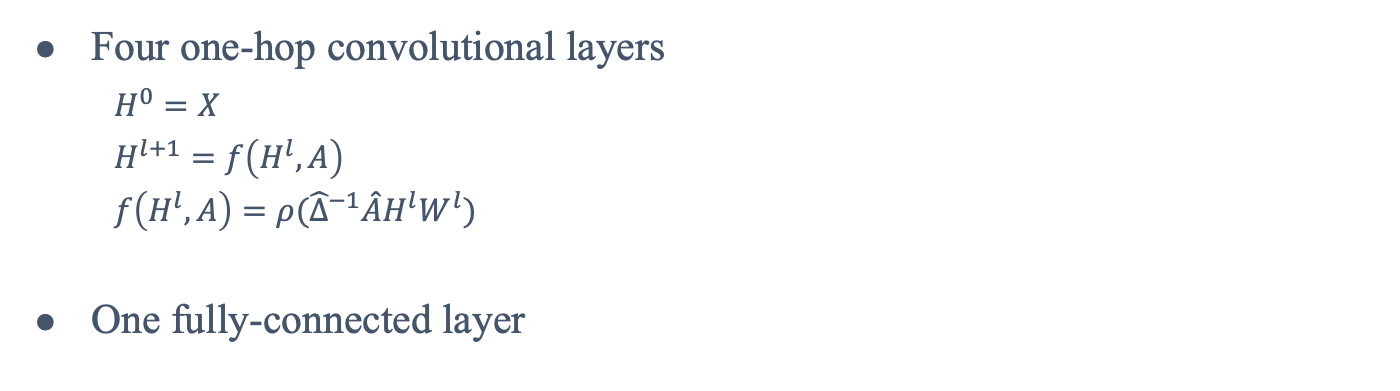 ● Four one-hop convolutional layers
H⁰ = X
Hˡ⁺¹ = f(Hˡ, A)
f(Hˡ, A) = ρ(Δ̂⁻¹ÂHˡWˡ)
● One fully-connected layer